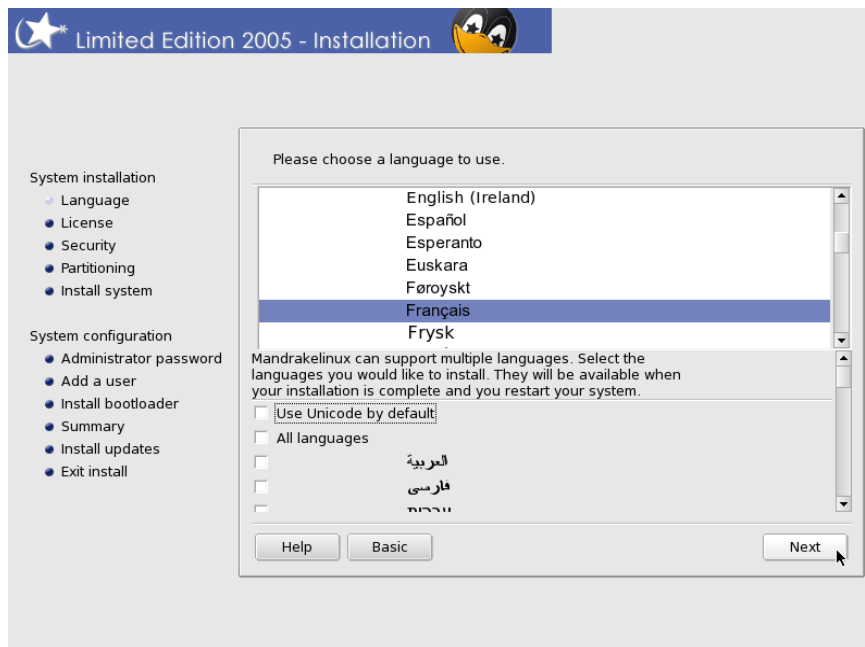 Limited Edition 2005 - Installation
System installation
Language
License
Security
Partitioning
Install system
System configuration
Administrator password
Add a user
Install bootloader
Summary
Install updates
Exit install
Please choose a language to use.
English (Ireland)
Español
Esperanto
Euskara
Føroyskt
Français
Frysk
Mandrakelinux can support multiple languages. Select the
languages you would like to install. They will be available when
your installation is complete and you restart your system.
Use Unicode by default
All languages
العربية
فارسی
Help
Basic
Next